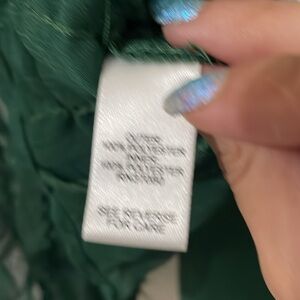 OUTER:
100% POLYESTER
INNER:
100% POLYESTER
SEE REVERSE
FOR CARE